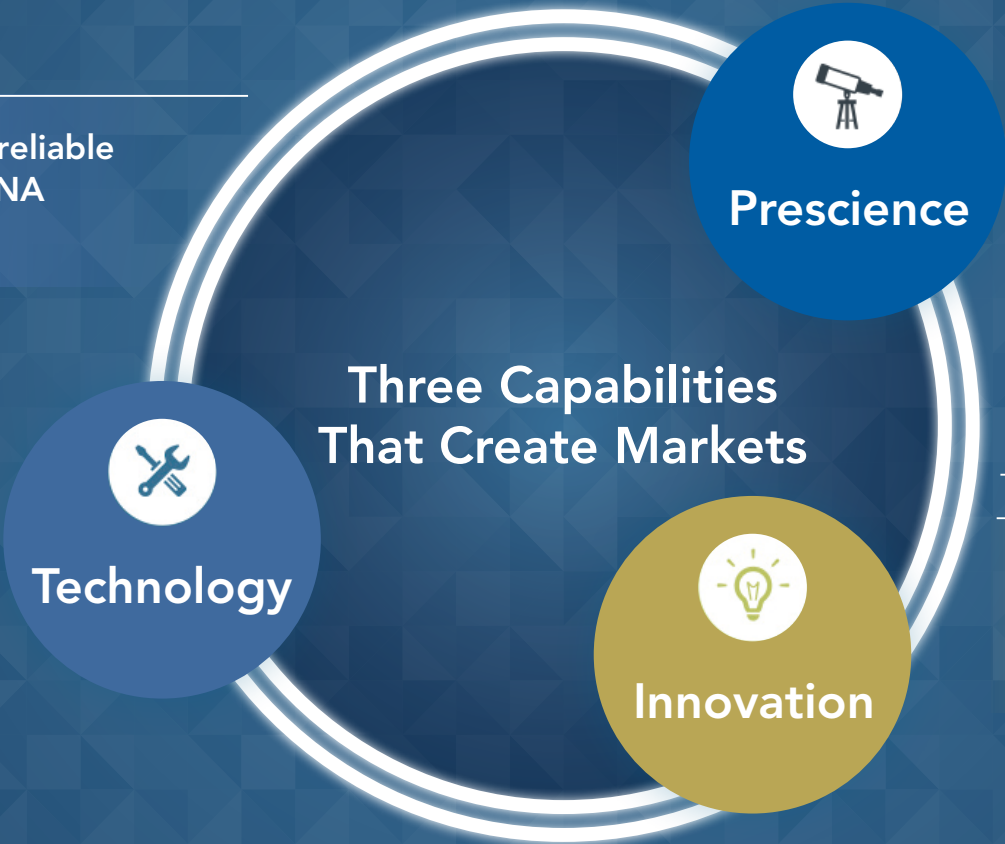 reliable
NA
Prescience
Three Capabilities
That Create Markets
Technology
Innovation